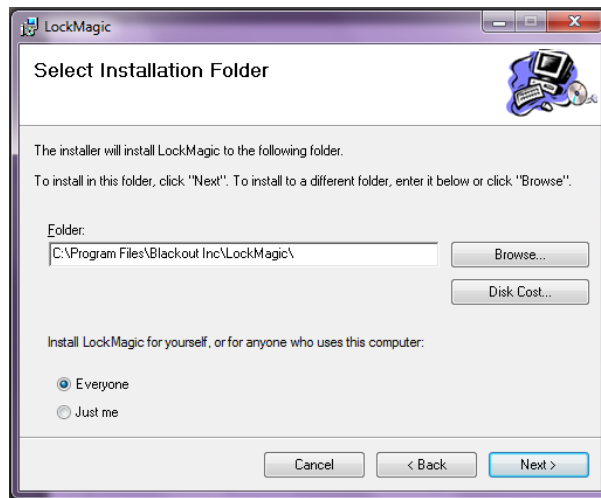 LockMagic
Select Installation Folder
The installer will install LockMagic to the following folder.
To install in this folder, click "Next". To install to a different folder, enter it below or click "Browse".
Folder:
C:\Program Files\Blackout Inc\LockMagic\
Browse...
Disk Cost...
Install LockMagic for yourself, or for anyone who uses this computer:
Everyone
Just me
Cancel
< Back
Next >